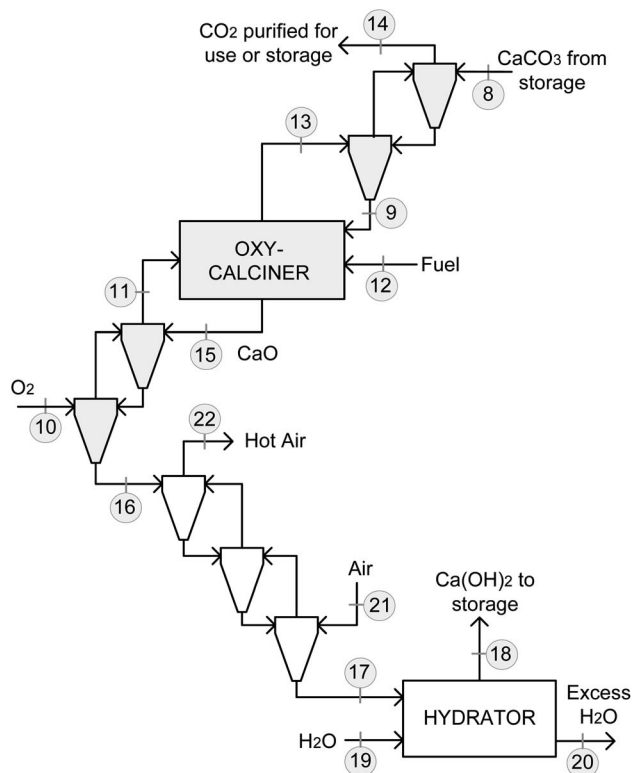 14
CO2 purified for
use or storage
CaCO3 from
storage
8
13
9
OXY-
CALCINER
11
12
Fuel
15
CaO
O2
10
22
Hot Air
16
Air
21
Ca(OH)2 to
storage
17
18
HYDRATOR
Excess
H2O
H2O
19
20